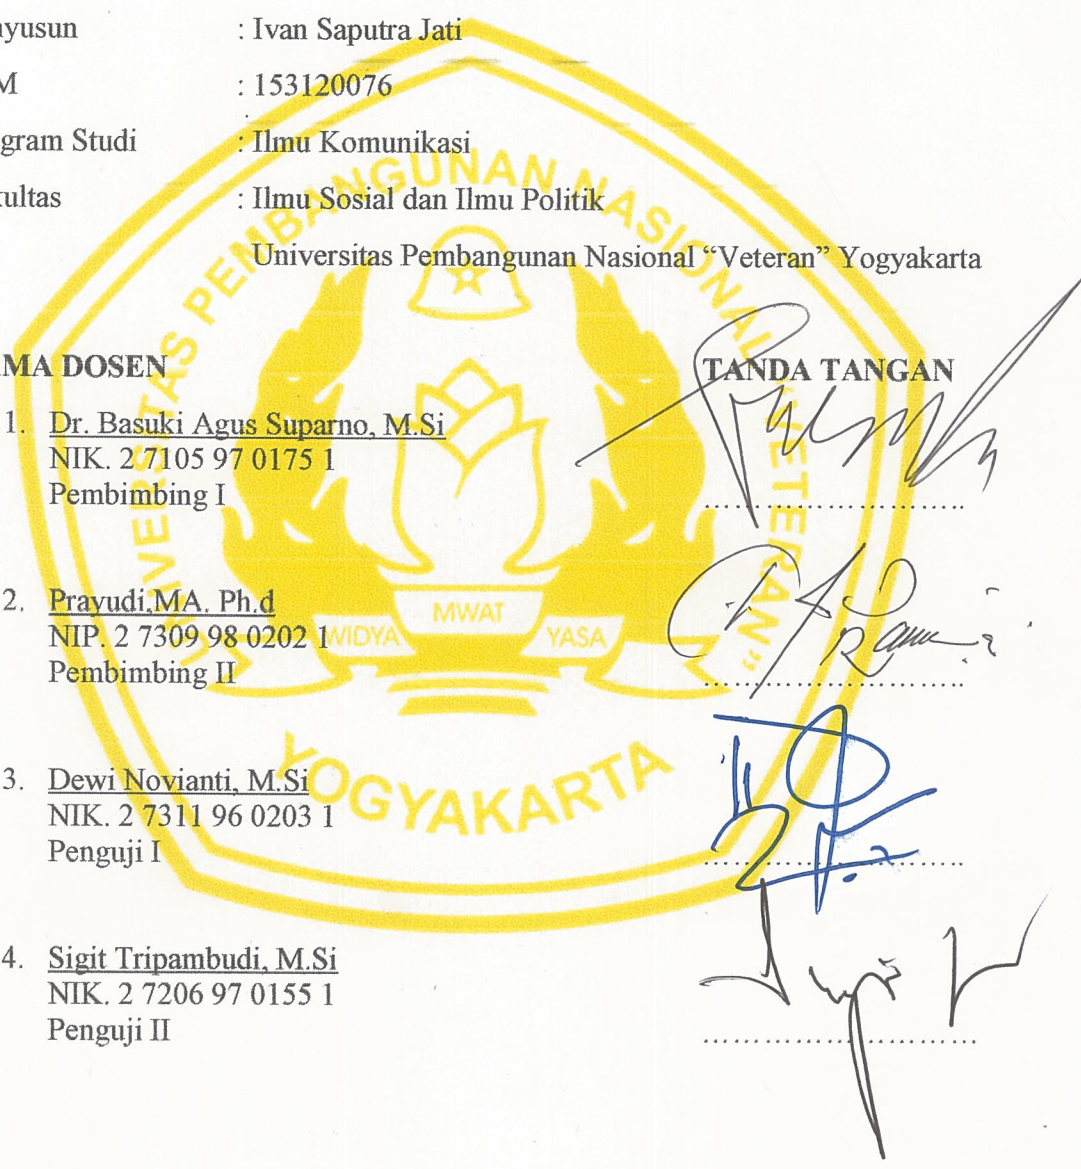 yusun : Ivan Saputra Jati
M : 153120076
gram Studi : Ilmu Komunikasi
ultas : Ilmu Sosial dan Ilmu Politik
Universitas Pembangunan Nasional “Veteran” Yogyakarta
MA DOSEN TANDA TANGAN
1. Dr. Basuki Agus Suparno, M.Si
NIK. 2 7105 97 0175 1
Pembimbing I ..........................
2. Prayudi,MA. Ph.d
NIP. 2 7309 98 0202 1
Pembimbing II ..........................
3. Dewi Novianti, M.Si
NIK. 2 7311 96 0203 1
Penguji I ..........................
4. Sigit Tripambudi, M.Si
NIK. 2 7206 97 0155 1
Penguji II ...........................
UNIVERSITAS PEMBANGUNAN NASIONAL “VETERAN”
WIDYA MWAT YASA
YOGYAKARTA